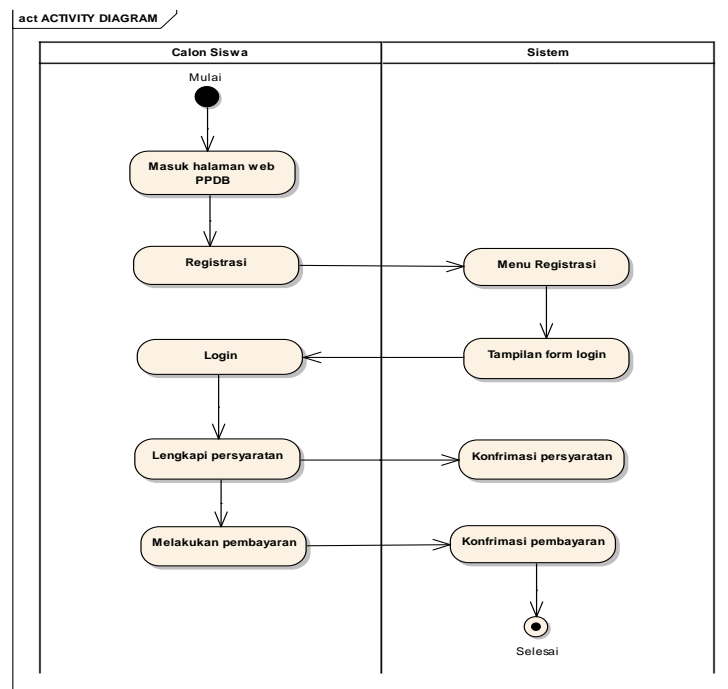 act ACTIVITY DIAGRAM
Calon Siswa
Sistem
Mulai
Masuk halaman web
PPDB
Registrasi
Menu Registrasi
Login
Tampilan form login
Lengkapi persyaratan
Konfrimasi persyaratan
Melakukan pembayaran
Konfrimasi pembayaran
Selesai